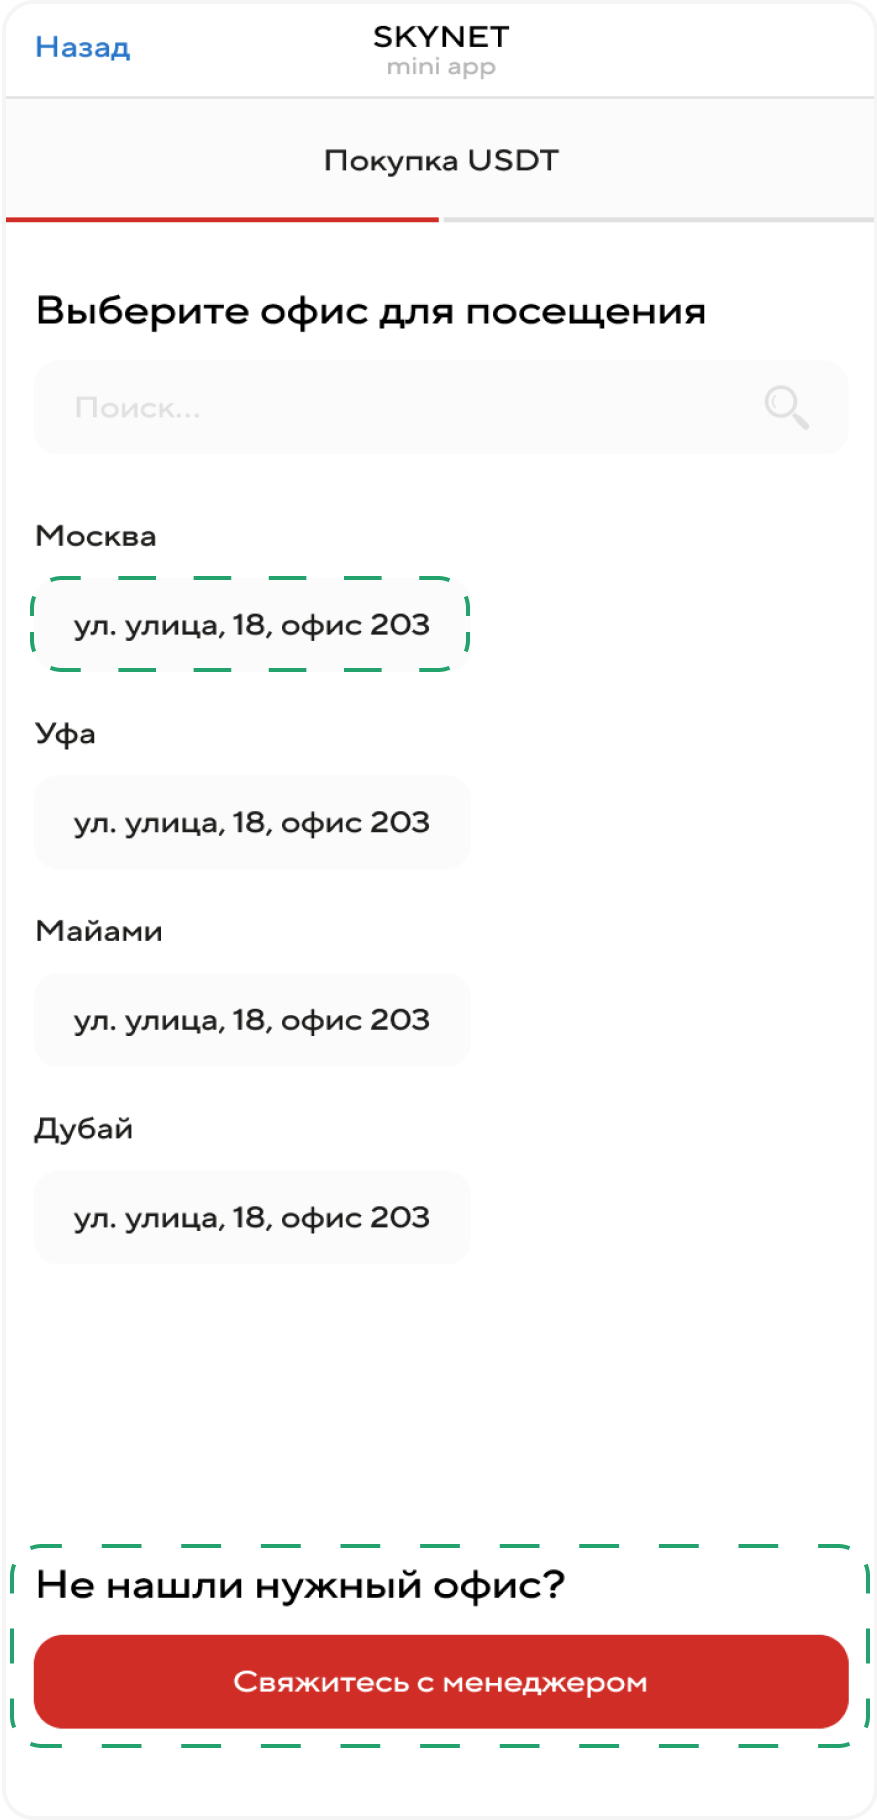 Назад
SKYNET
mini app
Покупка USDT
Выберите офис для посещения
Поиск...
Москва
ул. улица, 18, офис 203
Уфа
ул. улица, 18, офис 203
Майами
ул. улица, 18, офис 203
Дубай
ул. улица, 18, офис 203
Не нашли нужный офис?
Свяжитесь с менеджером